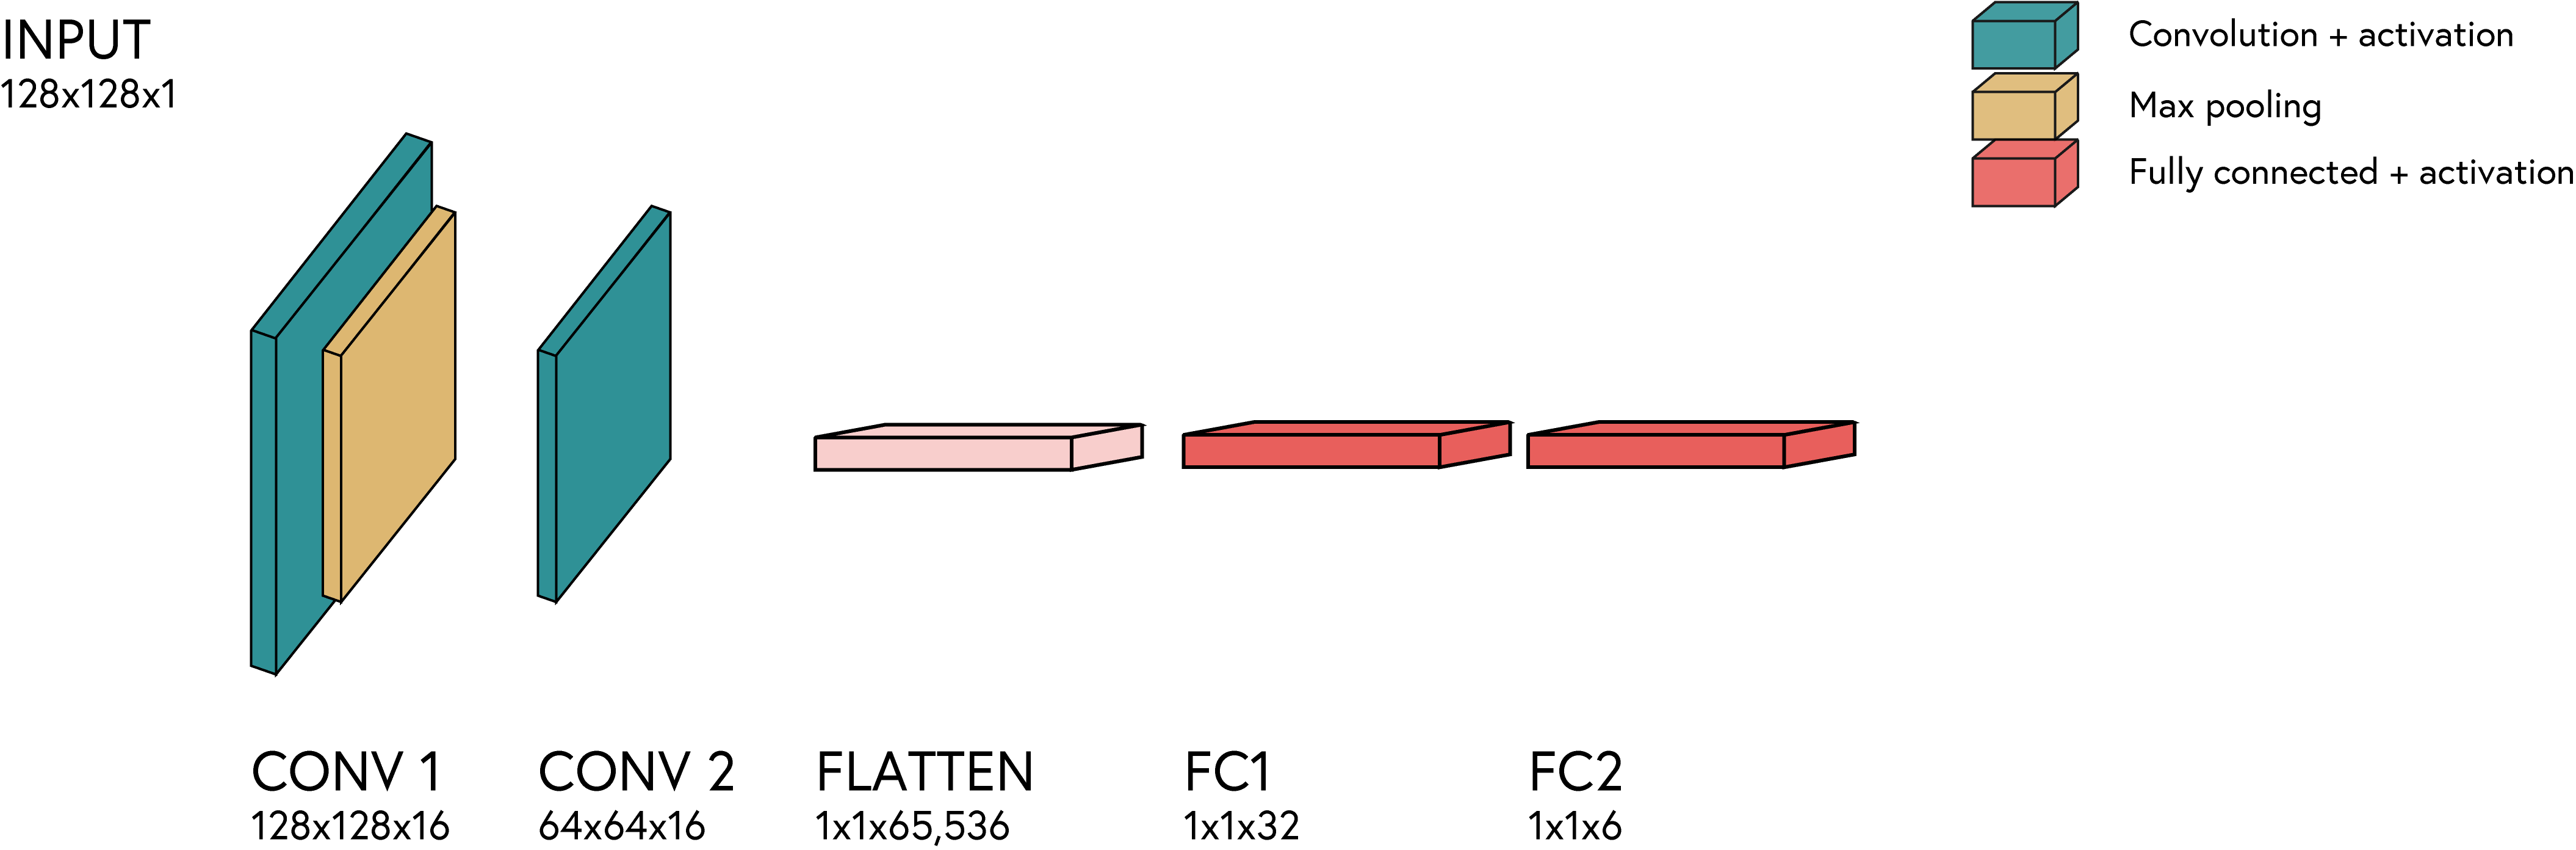 INPUT
128x128x1
Convolution + activation
Max pooling
Fully connected + activation
CONV 1
128x128x16
CONV 2
64x64x16
FLATTEN
1x1x65,536
FC1
1x1x32
FC2
1x1x6